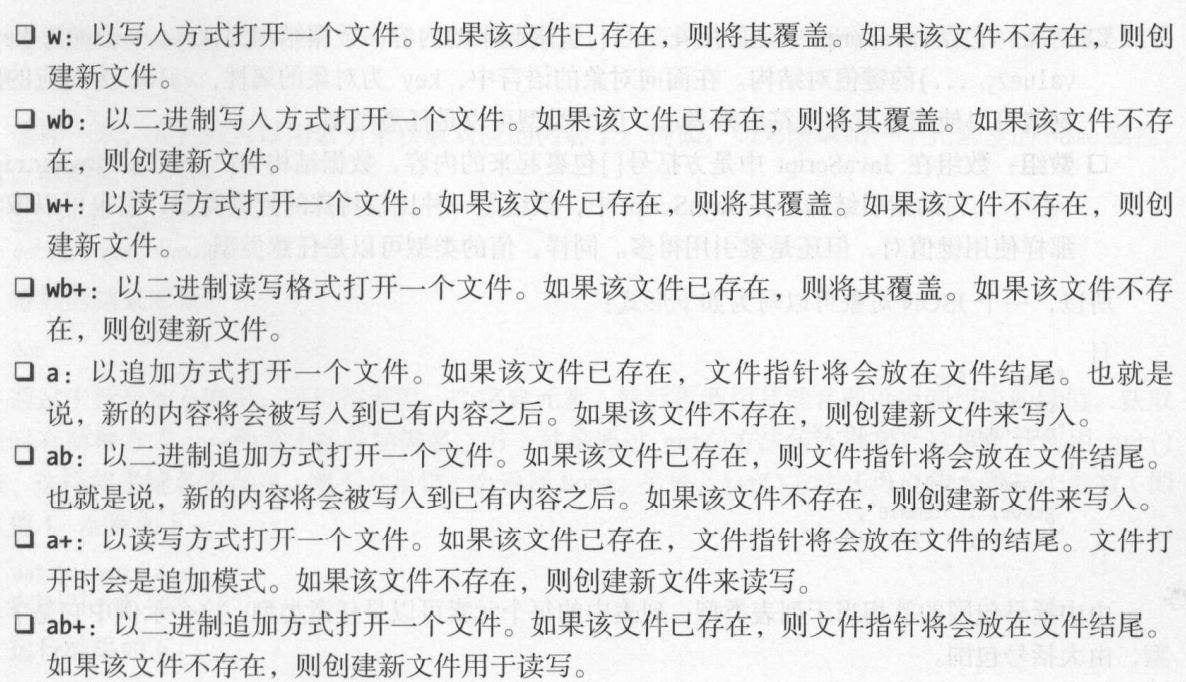 ❑ w：以写入方式打开一个文件。如果该文件已存在，则将其覆盖。如果该文件不存在，则创
建新文件。
❑ wb：以二进制写入方式打开一个文件。如果该文件已存在，则将其覆盖。如果该文件不存
在，则创建新文件。
❑ w+：以读写方式打开一个文件。如果该文件已存在，则将其覆盖。如果该文件不存在，则创
建新文件。
❑ wb+：以二进制读写格式打开一个文件。如果该文件已存在，则将其覆盖。如果该文件不存
在，则创建新文件。
❑ a：以追加方式打开一个文件。如果该文件已存在，文件指针将会放在文件结尾。也就是
说，新的内容将会被写入到已有内容之后。如果该文件不存在，则创建新文件来写入。
❑ ab：以二进制追加方式打开一个文件。如果该文件已存在，则文件指针将会放在文件结尾。
也就是说，新的内容将会被写入到已有内容之后。如果该文件不存在，则创建新文件来写入。
❑ a+：以读写方式打开一个文件。如果该文件已存在，文件指针将会放在文件的结尾。文件打
开时会是追加模式。如果该文件不存在，则创建新文件来读写。
❑ ab+：以二进制追加方式打开一个文件。如果该文件已存在，则文件指针将会放在文件结尾。
如果该文件不存在，则创建新文件用于读写。